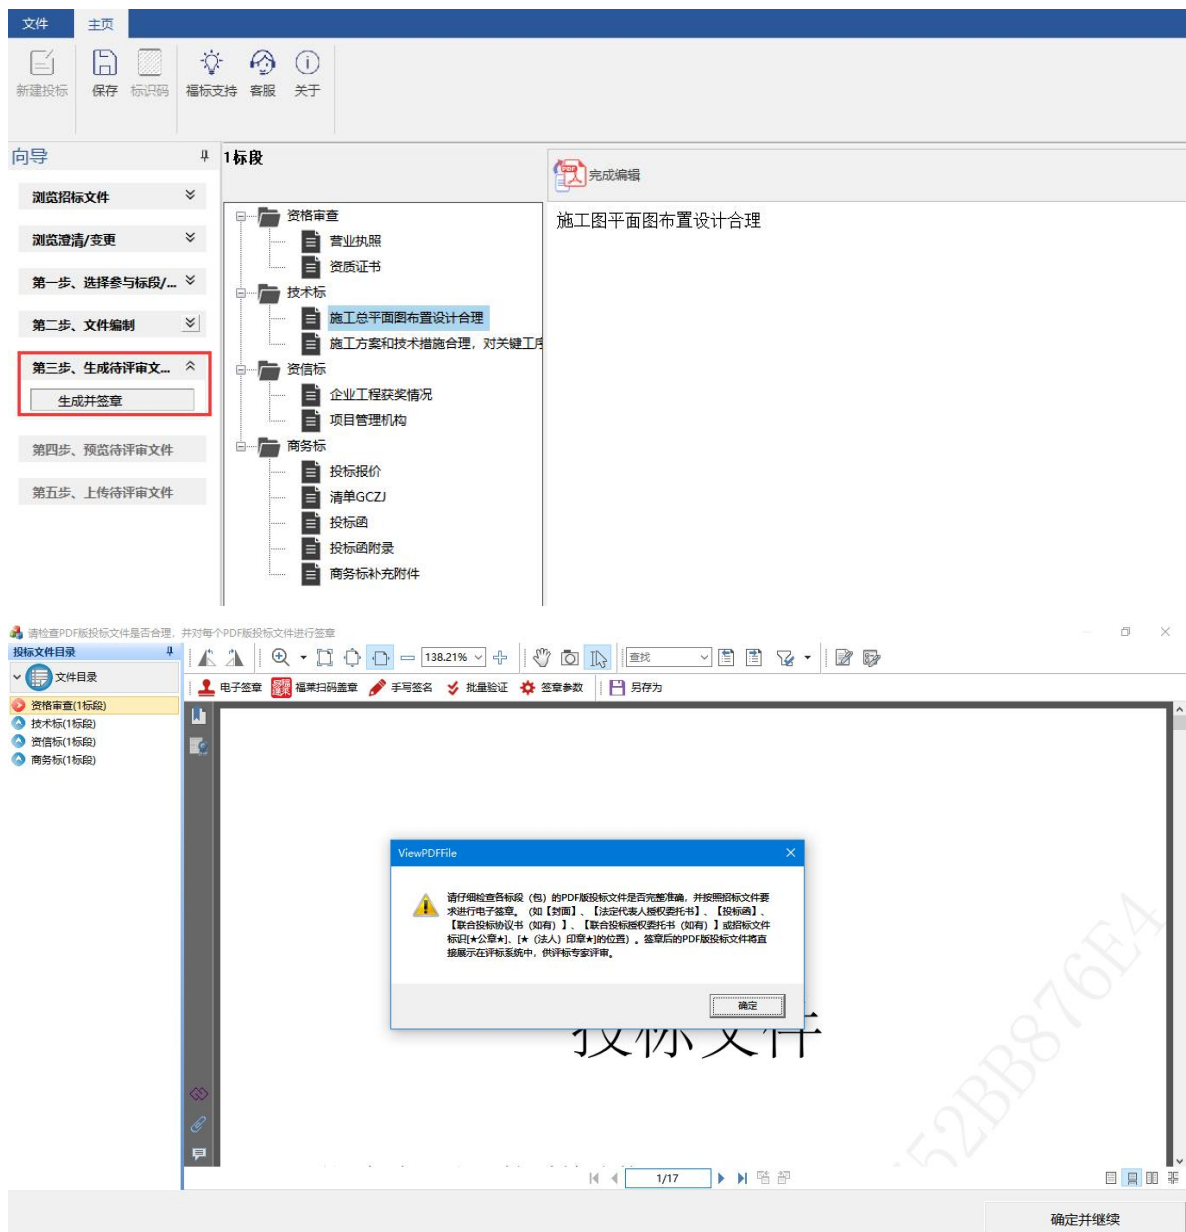 文件 主页
新建投标 保存 标识码 福标支持 客服 关于
向导
浏览招标文件
浏览澄清/变更
第一步、选择参与标段/...
第二步、文件编制
第三步、生成待评审文...
生成并签章
第四步、预览待评审文件
第五步、上传待评审文件
1标段
资格审查
营业执照
资质证书
技术标
施工总平面图布置设计合理
施工方案和技术措施合理，对关键工序
资信标
企业工程获奖情况
项目管理机构
商务标
投标报价
清单GCZJ
投标函
投标函附录
商务标补充附件
完成编辑
施工图平面图布置设计合理
请检查PDF版投标文件是否合理，并对每个PDF版投标文件进行签章
投标文件目录
文件目录
资格审查(1标段)
技术标(1标段)
资信标(1标段)
商务标(1标段)
138.21% 查找
电子签章 福莱扫码盖章 手写签名 批量验证 签章参数 另存为
ViewPDFFile
请仔细检查各标段（包）的PDF版投标文件是否完整准确，并按照招标文件要
求进行电子签章。（如【封面】、【法定代表人授权委托书】、【投标函】、
【联合投标协议书（如有）】、【联合投标授权委托书（如有）】或招标文件
标识[★公章★]、[★（法人）印章★]的位置）。签章后的PDF版投标文件将直
接展示在评标系统中，供评标专家评审。
确定
投标文件
52BB876E4
1/17
确定并继续